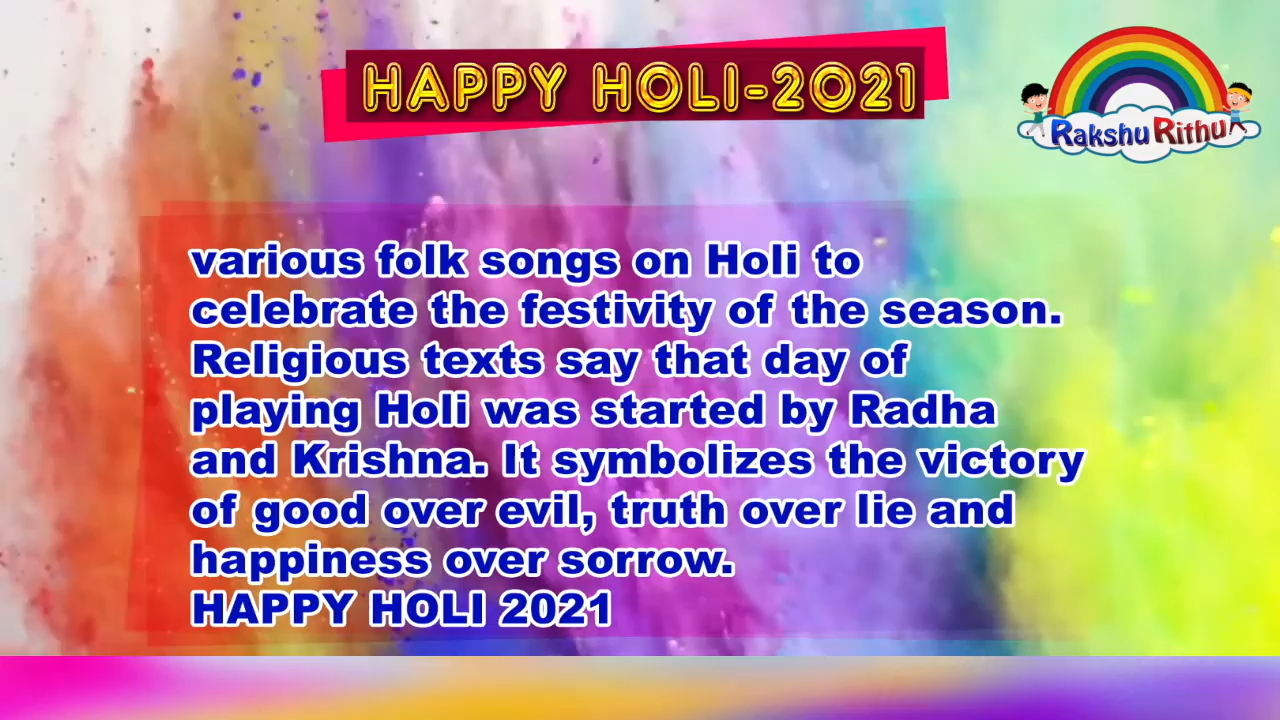 HAPPY HOLI-2021
Rakshu Rithu
various folk songs on Holi to
celebrate the festivity of the season.
Religious texts say that day of
playing Holi was started by Radha
and Krishna. It symbolizes the victory
of good over evil, truth over lie and
happiness over sorrow.
HAPPY HOLI 2021